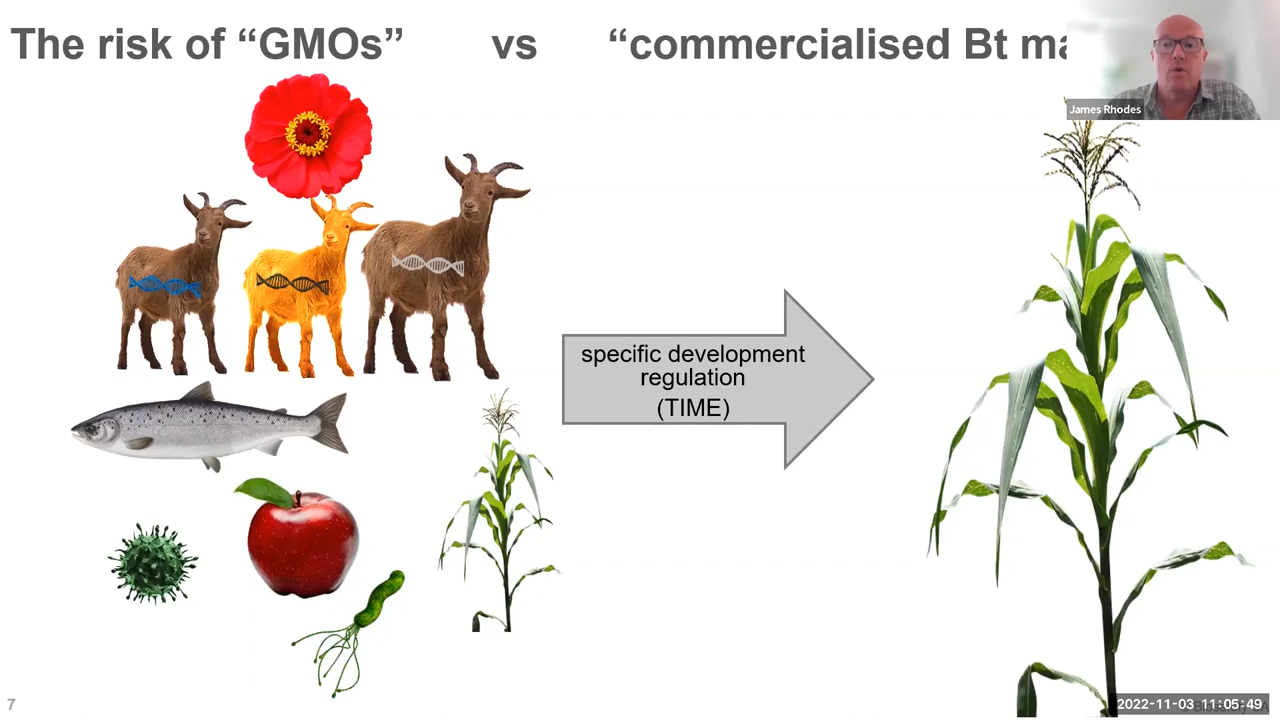 The risk of “GMOs” vs “commercialised Bt
James Rhodes
specific development
regulation
(TIME)
7
2022-11-03 11:05:49